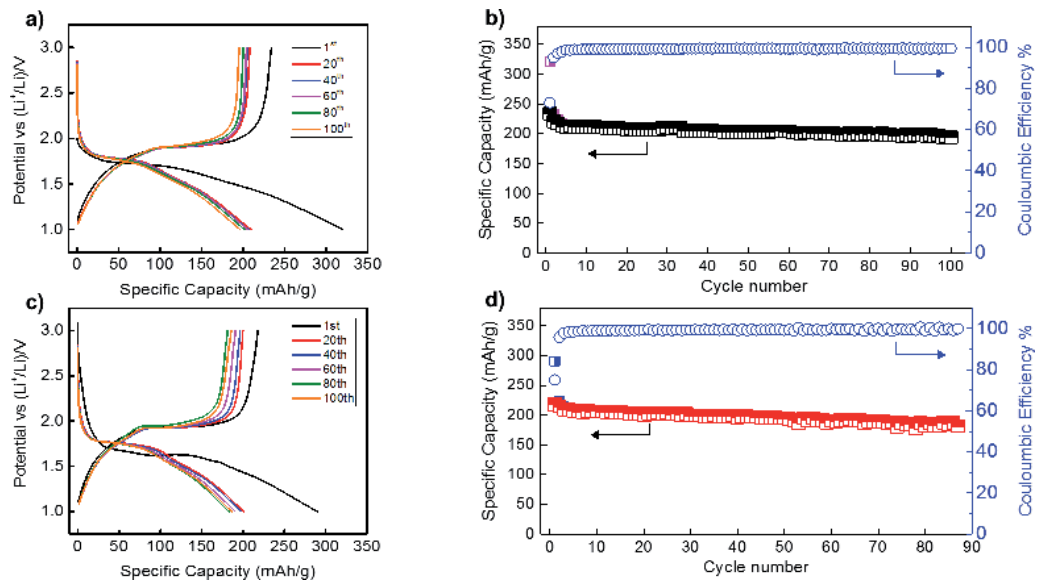 a)
Potential vs (Li⁺/Li)/V
3.0
2.5
2.0
1.5
1.0
1ˢᵗ
20ᵗʰ
40ᵗʰ
60ᵗʰ
80ᵗʰ
100ᵗʰ
0 50 100 150 200 250 300 350
Specific Capacity (mAh/g)
b)
Specific Capacity (mAh/g)
350
300
250
200
150
100
50
0
100
80
60
40
20
0
Couloumbic Efficiency %
0 10 20 30 40 50 60 70 80 90 100
Cycle number
c)
Potential vs (Li⁺/Li)/V
3.0
2.5
2.0
1.5
1.0
1st
20th
40th
60th
80th
100th
0 50 100 150 200 250 300 350
Specific Capacity (mAh/g)
d)
Specific Capacity (mAh/g)
350
300
250
200
150
100
50
0
100
80
60
40
20
0
Couloumbic Efficiency %
0 10 20 30 40 50 60 70 80 90
Cycle number